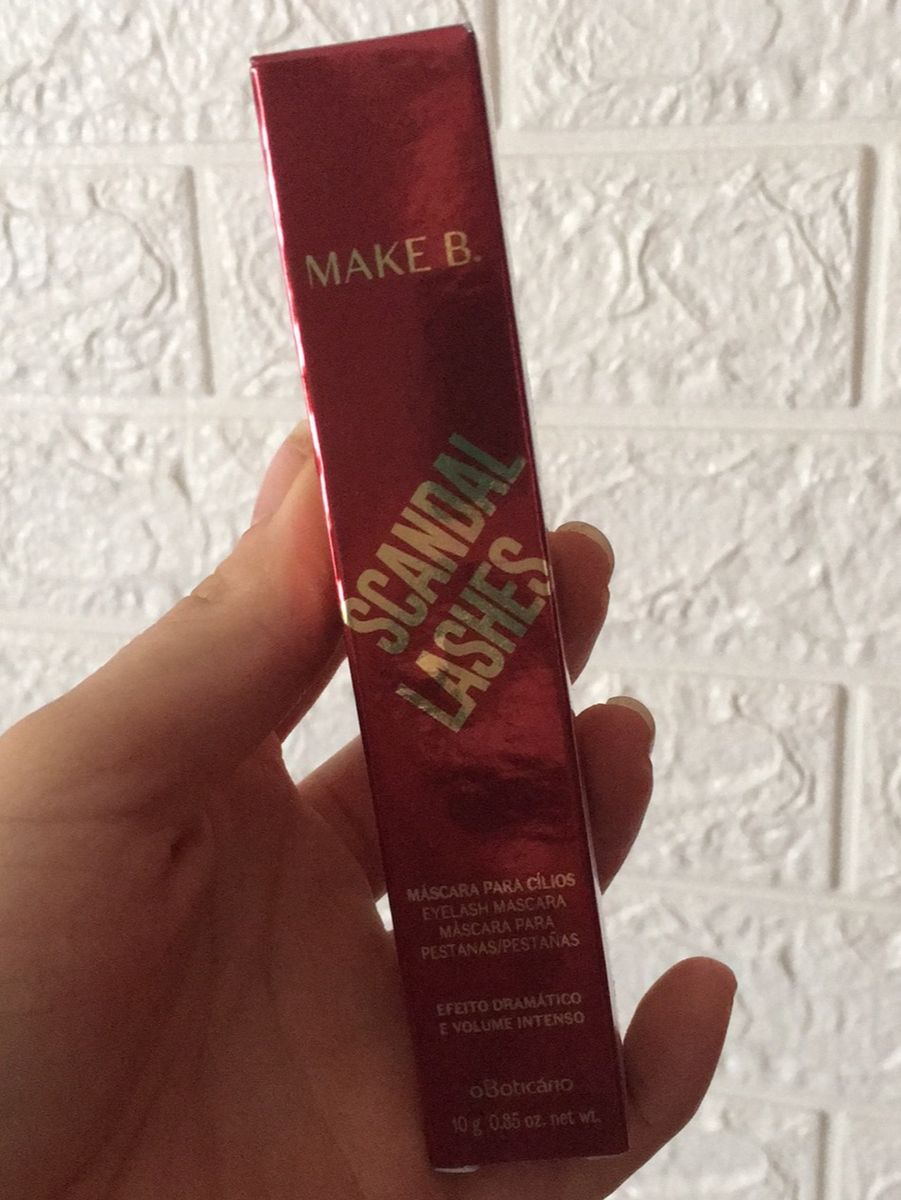 MAKE B.
SCANDAL
LASHES
MÁSCARA PARA CÍLIOS
EYELASH MASCARA
MÁSCARA PARA
PESTANAS/PESTAÑAS
EFEITO DRAMÁTICO
E VOLUME INTENSO
oBoticário
10 g 0.85 oz. net wt.